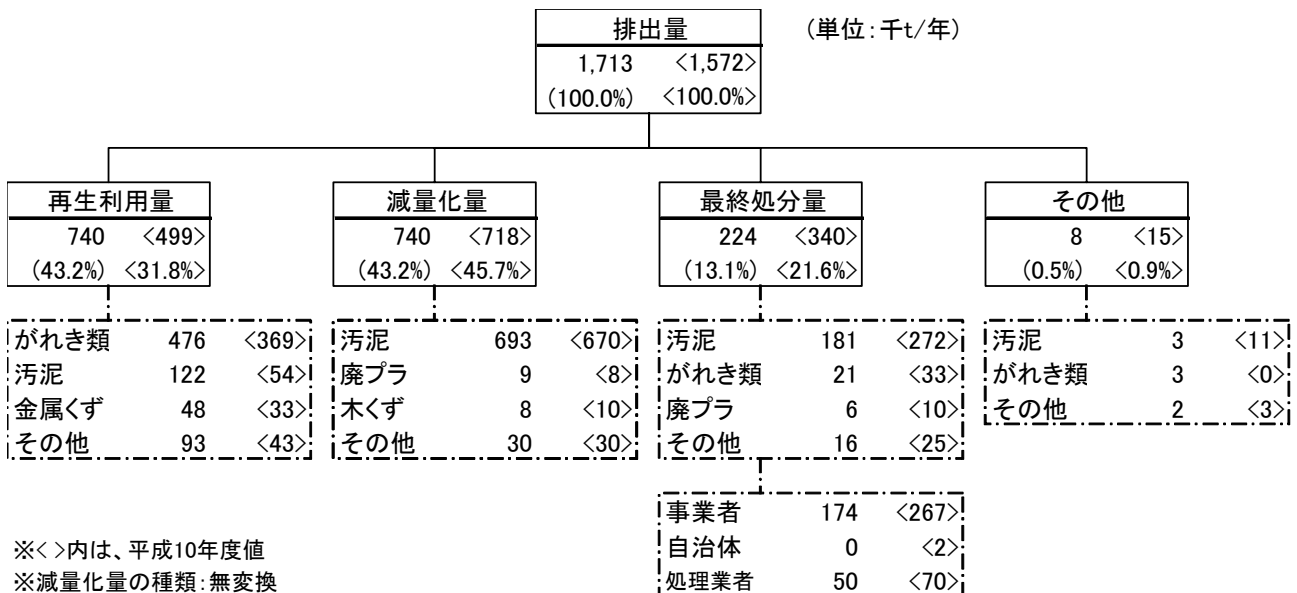 排出量 (単位:千t/年)
1,713 <1,572>
(100.0%) <100.0%>
再生利用量 減量化量 最終処分量 その他
740 <499> 740 <718> 224 <340> 8 <15>
(43.2%) <31.8%> (43.2%) <45.7%> (13.1%) <21.6%> (0.5%) <0.9%>
がれき類 476 <369> 汚泥 693 <670> 汚泥 181 <272> 汚泥 3 <11>
汚泥 122 <54> 廃プラ 9 <8> がれき類 21 <33> がれき類 3 <0>
金属くず 48 <33> 木くず 8 <10> 廃プラ 6 <10> その他 2 <3>
その他 93 <43> その他 30 <30> その他 16 <25>
事業者 174 <267>
※< >内は、平成10年度値 自治体 0 <2>
※減量化量の種類:無変換 処理業者 50 <70>